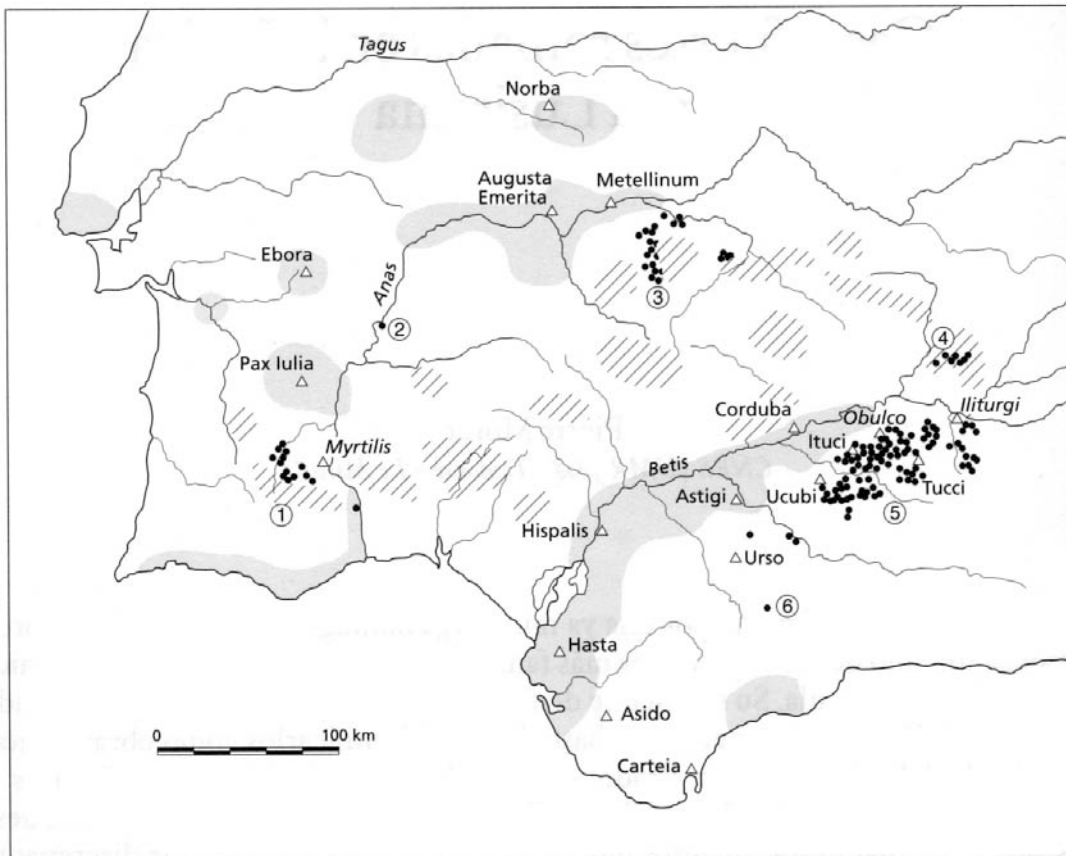 Tagus
Norba
Augusta
Emerita
Metellinum
Ebora
Anas
②
③
④
Pax Iulia
Corduba
Obulco
Iliturgi
Ituci
Myrtilis
Betis
Astigi
Ucubi
Tucci
①
⑤
Hispalis
Urso
⑥
Hasta
0 100 km
Asido
Carteia